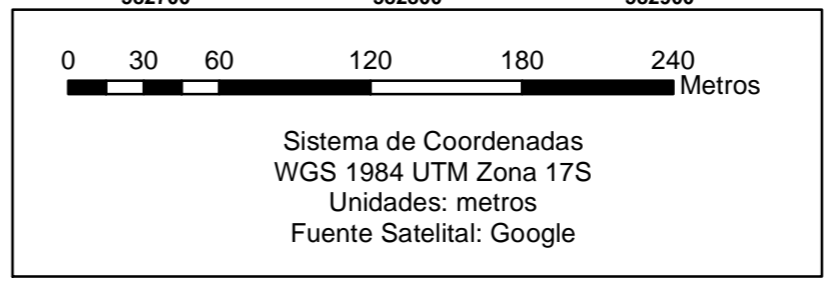 0 30 60 120 180 240
Metros
Sistema de Coordenadas
WGS 1984 UTM Zona 17S
Unidades: metros
Fuente Satelital: Google